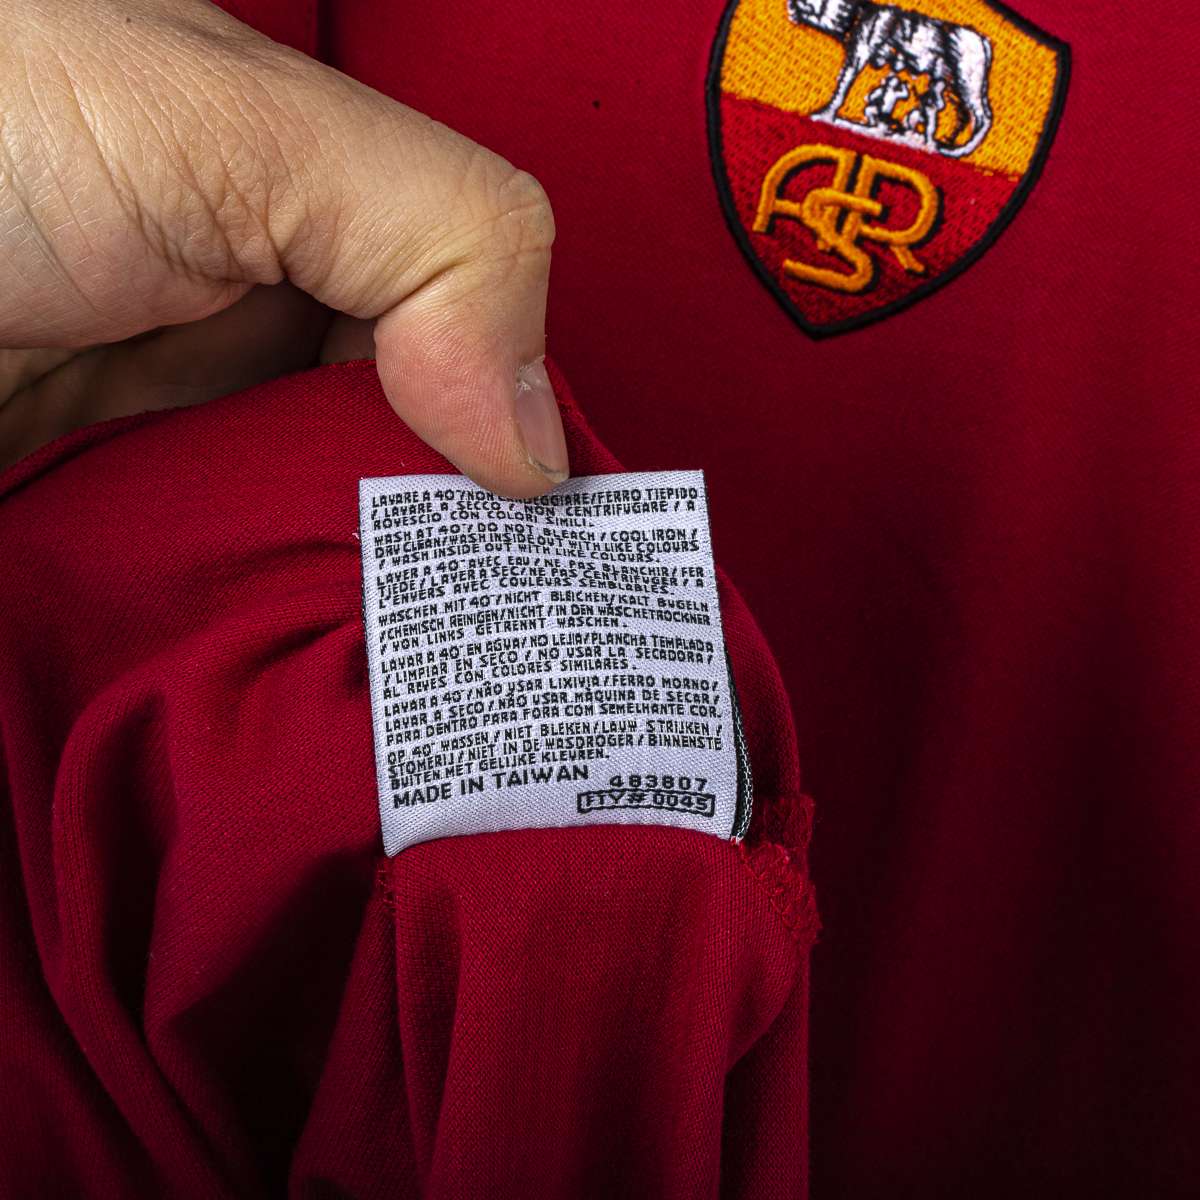 ASR
LAVARE A 40°/NON CANDEGGIARE/FERRO TIEPIDO
/ LAVARE A SECCO / NON CENTRIFUGARE / A
ROVESCIO CON COLORI SIMILI.
WASH AT 40°/DO NOT BLEACH / COOL IRON /
DRY CLEAN/WASH INSIDE OUT WITH LIKE COLOURS
/ WASH INSIDE OUT WITH LIKE COLOURS.
LAVER A 40° AVEC EAU / NE PAS BLANCHIR / FER
TJEDE / LAVER A SEC/ NE PAS CENTRIFUGER / A
L'ENVERS AVEC COULEURS SEMBLABLES.
WASCHEN MIT 40°/NICHT BLEICHEN/KALT BUGELN
/CHEMISCH REINIGEN/NICHT / IN DEN WÄSCHETROCKNER
/ VON LINKS GETRENNT WASCHEN.
LAVAR A 40° EN AGUA/NO LEJIA/PLANCHA TEMPLADA
/ LIMPIAR EN SECO / NO USAR LA SECADORA /
AL REVES CON COLORES SIMILARES.
LAVAR A 40°/NÃO USAR LIXIVIA/FERRO MORNO/
LAVAR A SECO/NÃO USAR MÁQUINA DE SECAR/
PARA DENTRO PARA FORA COM SEMELHANTE COR.
OP 40° WASSEN / NIET BLEKEN/LAUW STRIJKEN /
STOMERIJ / NIET IN DE WASDROGER / BINNENSTE
BUITEN MET GELIJKE KLEUREN.
MADE IN TAIWAN 483807
FTY# 0045